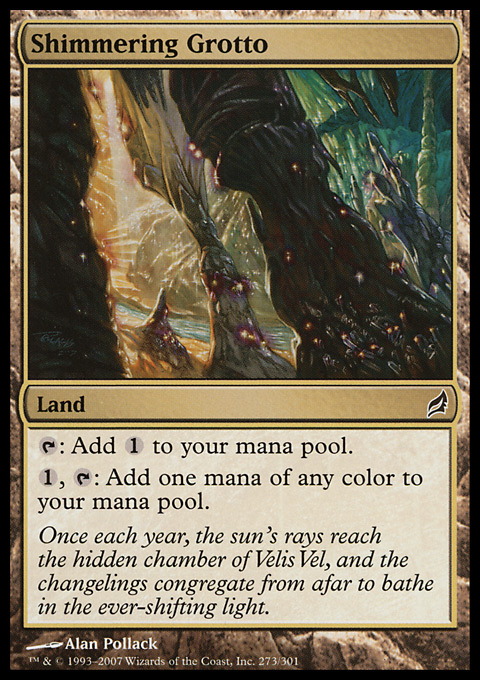 Shimmering Grotto
Land
: Add 1 to your mana pool.
1, : Add one mana of any color to
your mana pool.
Once each year, the sun's rays reach
the hidden chamber of Velis Vel, and the
changelings congregate from afar to bathe
in the ever-shifting light.
Alan Pollack
™ & © 1993–2007 Wizards of the Coast, Inc. 273/301